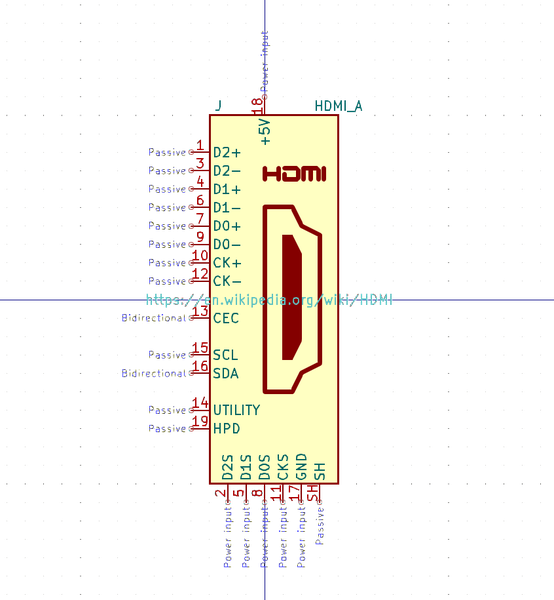 Power input
18
J
HDMI_A
+5V
Passive 1 D2+
HDMI
Passive 3 D2-
Passive 4 D1+
Passive 6 D1-
Passive 7 D0+
Passive 9 D0-
Passive 10 CK+
Passive 12 CK-
https://en.wikipedia.org/wiki/HDMI
Bidirectional 13 CEC
Passive 15 SCL
Bidirectional 16 SDA
Passive 14 UTILITY
Passive 19 HPD
D2S 2 Power input
D1S 5 Power input
D0S 8 Power input
CKS 11 Power input
GND 17 Power input
SH SH Passive